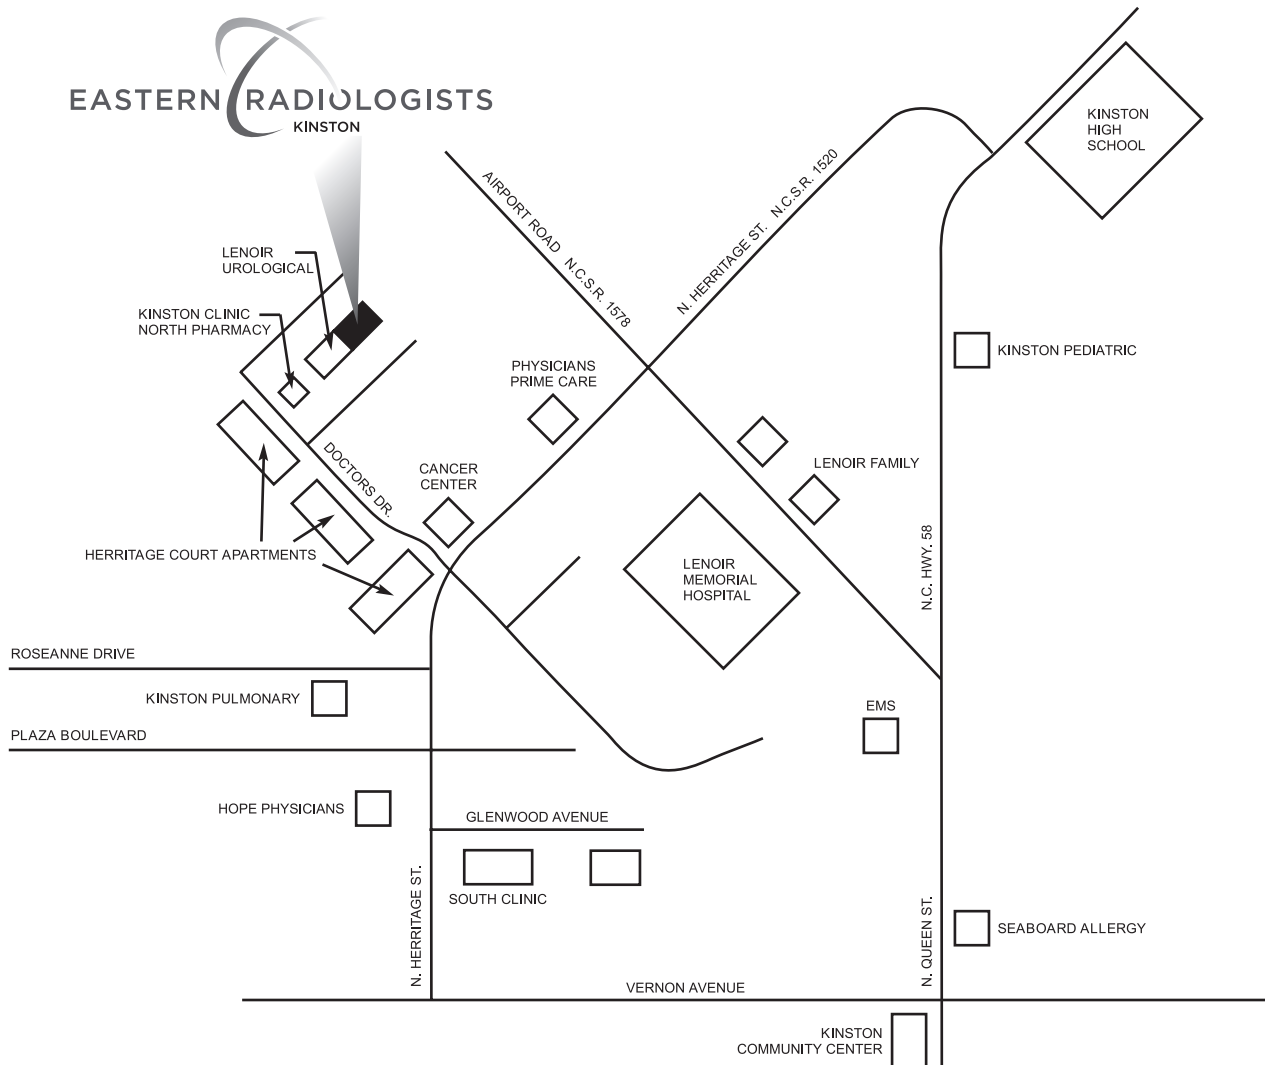 EASTERN RADIOLOGISTS
KINSTON
KINSTON
HIGH
SCHOOL
AIRPORT ROAD N.C.S.R. 1578
N. HERRITAGE ST. N.C.S.R. 1520
LENOIR
UROLOGICAL
KINSTON CLINIC
NORTH PHARMACY
PHYSICIANS
PRIME CARE
KINSTON PEDIATRIC
DOCTORS DR.
CANCER
CENTER
LENOIR FAMILY
HERRITAGE COURT APARTMENTS
LENOIR
MEMORIAL
HOSPITAL
N.C. HWY. 58
ROSEANNE DRIVE
KINSTON PULMONARY
EMS
PLAZA BOULEVARD
HOPE PHYSICIANS
GLENWOOD AVENUE
SOUTH CLINIC
N. HERRITAGE ST.
N. QUEEN ST.
SEABOARD ALLERGY
VERNON AVENUE
KINSTON
COMMUNITY CENTER